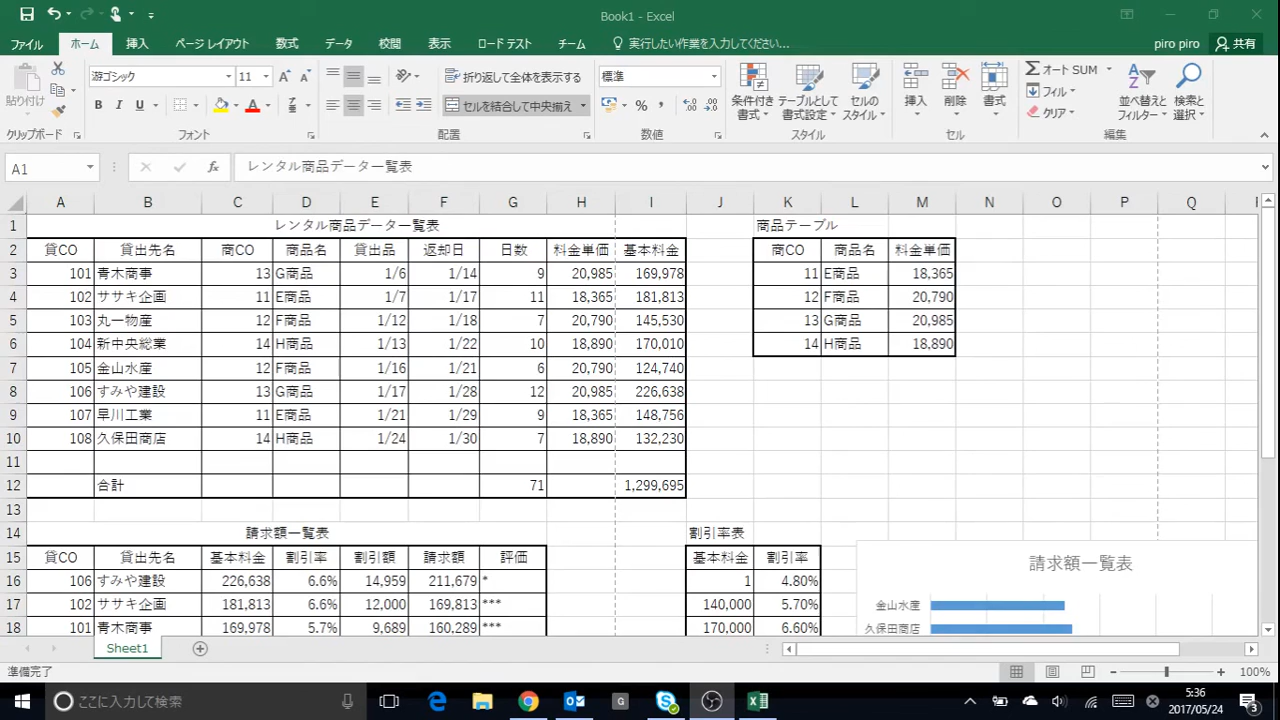 Book1 - Excel
ファイル ホーム 挿入 ページ レイアウト 数式 データ 校閲 表示 ロード テスト チーム 実行したい作業を入力してください... piro piro 共有
貼り付け 游ゴシック 11 折り返して全体を表示する 標準 条件付き書式 テーブルとして書式設定 セルのスタイル 挿入 削除 書式 オート SUM フィル クリア 並べ替えとフィルター 検索と選択
B I U A セルを結合して中央揃え %
クリップボード フォント 配置 数値 スタイル セル 編集
A1 fx レンタル商品データ一覧表
A B C D E F G H I J K L M N O P Q
1 レンタル商品データ一覧表 商品テーブル
2 貸CO 貸出先名 商CO 商品名 貸出品 返却日 日数 料金単価 基本料金 商CO 商品名 料金単価
3 101 青木商事 13 G商品 1/6 1/14 9 20,985 169,978 11 E商品 18,365
4 102 ササキ企画 11 E商品 1/7 1/17 11 18,365 181,813 12 F商品 20,790
5 103 丸一物産 12 F商品 1/12 1/18 7 20,790 145,530 13 G商品 20,985
6 104 新中央総業 14 H商品 1/13 1/22 10 18,890 170,010 14 H商品 18,890
7 105 金山水産 12 F商品 1/16 1/21 6 20,790 124,740
8 106 すみや建設 13 G商品 1/17 1/28 12 20,985 226,638
9 107 早川工業 11 E商品 1/21 1/29 9 18,365 148,756
10 108 久保田商店 14 H商品 1/24 1/30 7 18,890 132,230
11
12 合計 71 1,299,695
13
14 請求額一覧表 割引率表
15 貸CO 貸出先名 基本料金 割引率 割引額 請求額 評価 基本料金 割引率 請求額一覧表
16 106 すみや建設 226,638 6.6% 14,959 211,679 * 1 4.80%
17 102 ササキ企画 181,813 6.6% 12,000 169,813 *** 140,000 5.70% 金山水産
18 101 青木商事 169,978 5.7% 9,689 160,289 *** 170,000 6.60% 久保田商店
Sheet1
準備完了 100%
ここに入力して検索 G 5:36
2017/05/24 3